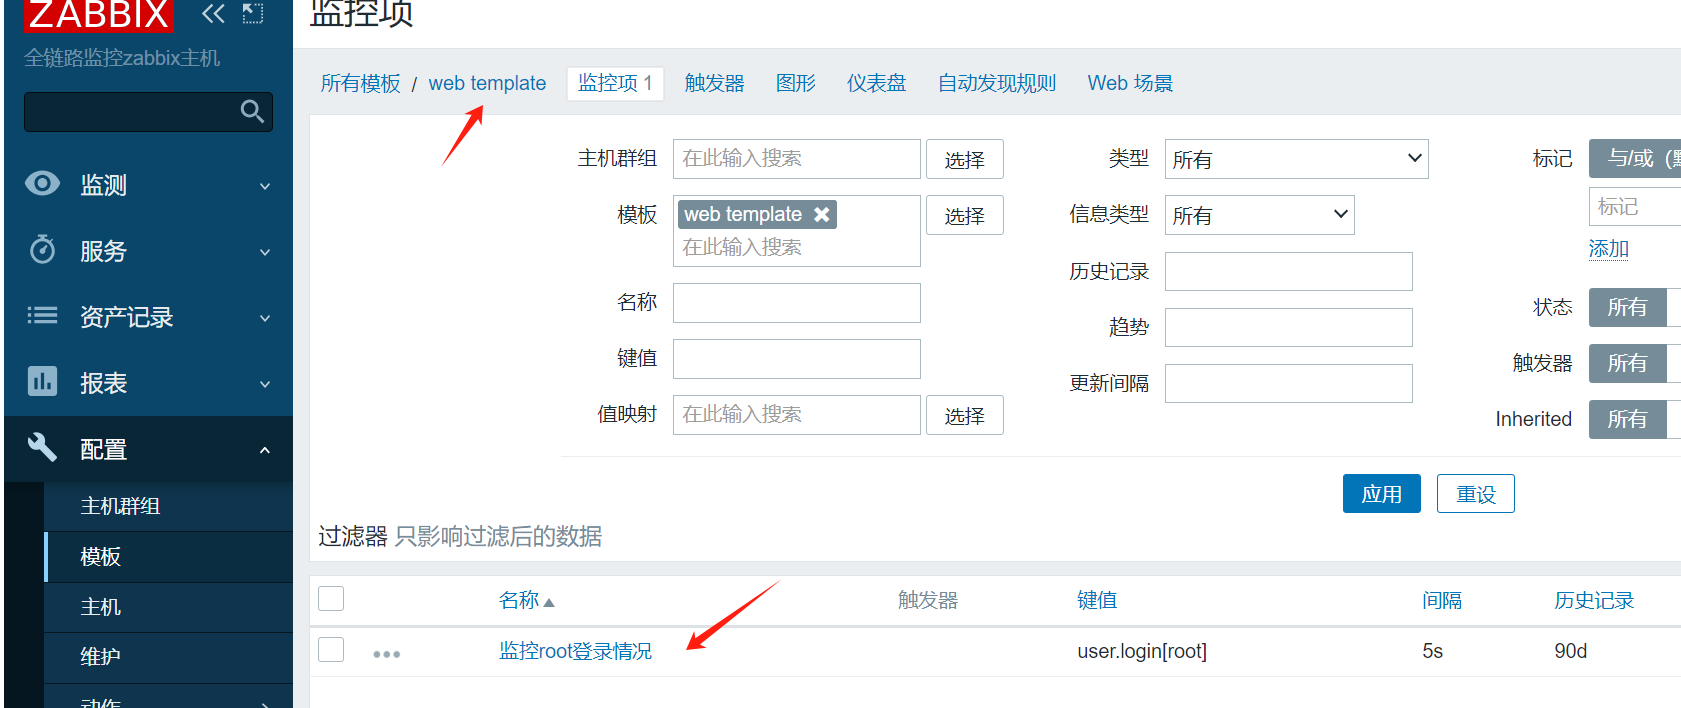 ZABBIX
全链路监控zabbix主机
监测
服务
资产记录
报表
配置
主机群组
模板
主机
维护
动作
监控项
所有模板 / web template 监控项 1 触发器 图形 仪表盘 自动发现规则 Web 场景
主机群组 在此输入搜索 选择 类型 所有 标记 与/或
模板 web template 在此输入搜索 选择 信息类型 所有 标记
添加
名称 历史记录 状态 所有
键值 趋势 触发器 所有
值映射 在此输入搜索 选择 更新间隔 Inherited 所有
应用 重设
过滤器 只影响过滤后的数据
名称 触发器 键值 间隔 历史记录
监控root登录情况 user.login[root] 5s 90d